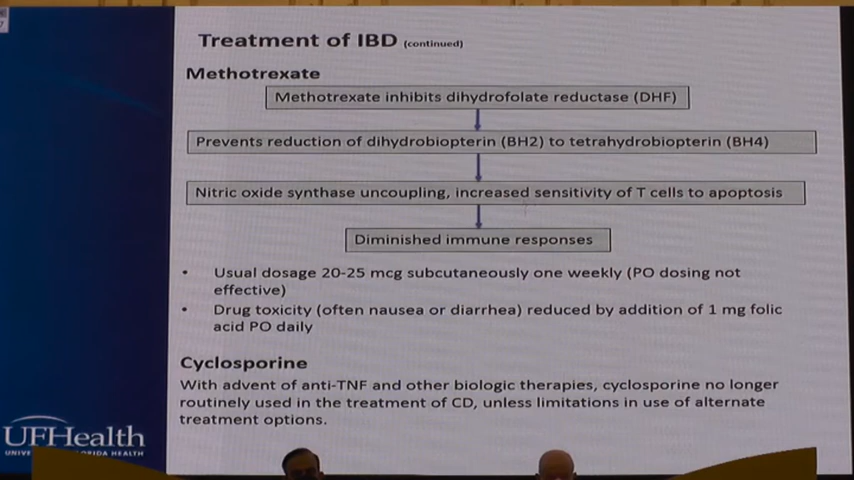 Treatment of IBD (continued)
Methotrexate
Methotrexate inhibits dihydrofolate reductase (DHF)
Prevents reduction of dihydrobiopterin (BH2) to tetrahydrobiopterin (BH4)
Nitric oxide synthase uncoupling, increased sensitivity of T cells to apoptosis
Diminished immune responses
• Usual dosage 20-25 mcg subcutaneously one weekly (PO dosing not
effective)
• Drug toxicity (often nausea or diarrhea) reduced by addition of 1 mg folic
acid PO daily
Cyclosporine
With advent of anti-TNF and other biologic therapies, cyclosporine no longer
routinely used in the treatment of CD, unless limitations in use of alternate
treatment options.
UFHealth
HEALTH